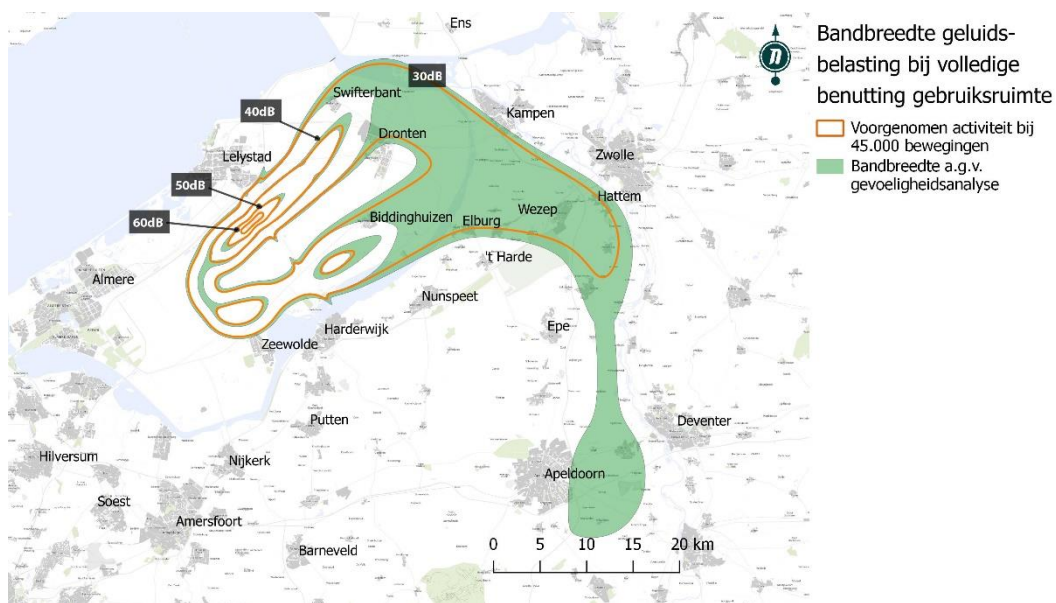 Ens
Bandbreedte geluids-
belasting bij volledige
benutting gebruiksruimte
Voorgenomen activiteit bij
45.000 bewegingen
Bandbreedte a.g.v.
gevoeligheidsanalyse
30dB
Swifterbant
40dB
Kampen
Dronten
Lelystad
Zwolle
50dB
Hattem
60dB
Biddinghuizen
Elburg
Wezep
't Harde
Almere
Nunspeet
Harderwijk
Epe
Zeewolde
Putten
Deventer
Hilversum
Nijkerk
Apeldoorn
Soest
Amersfoort
Barneveld
0 5 10 15 20 km